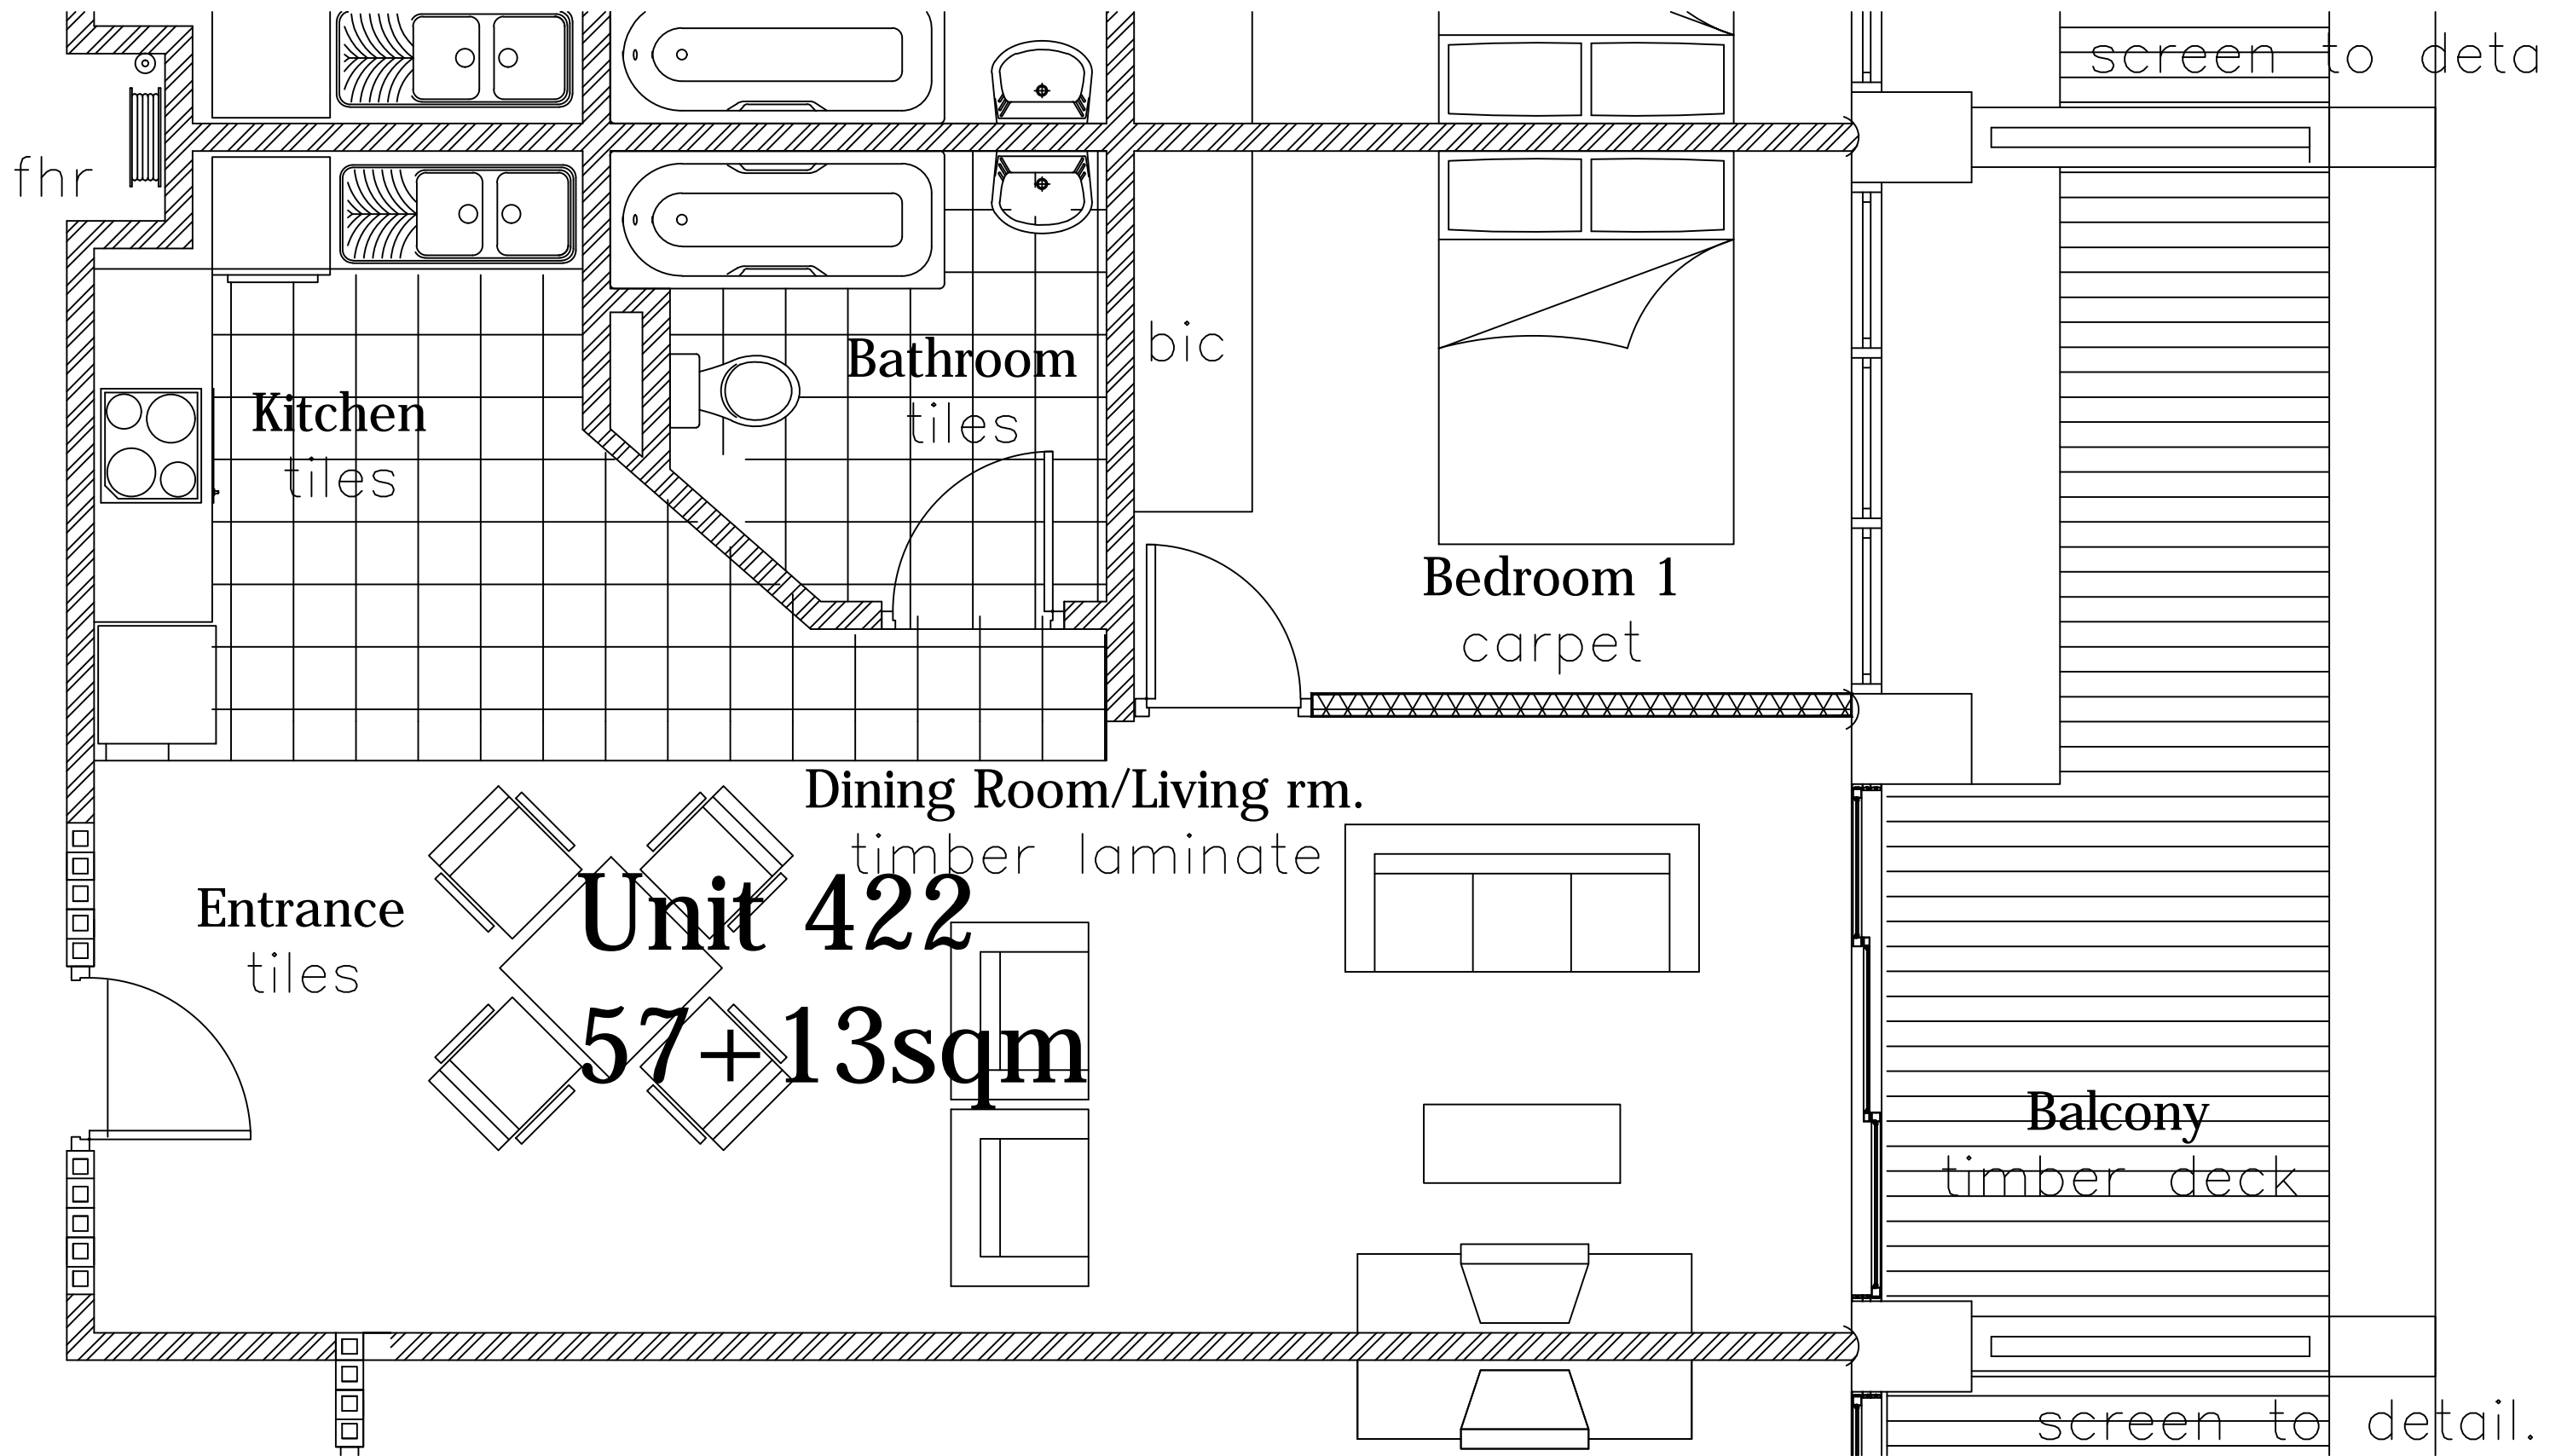 screen to deta
fhr
bic
Bathroom
tiles
Kitchen
tiles
Bedroom 1
carpet
Dining Room/Living rm.
timber laminate
Entrance
tiles
Unit 422
57+13sqm
Balcony
timber deck
screen to detail.